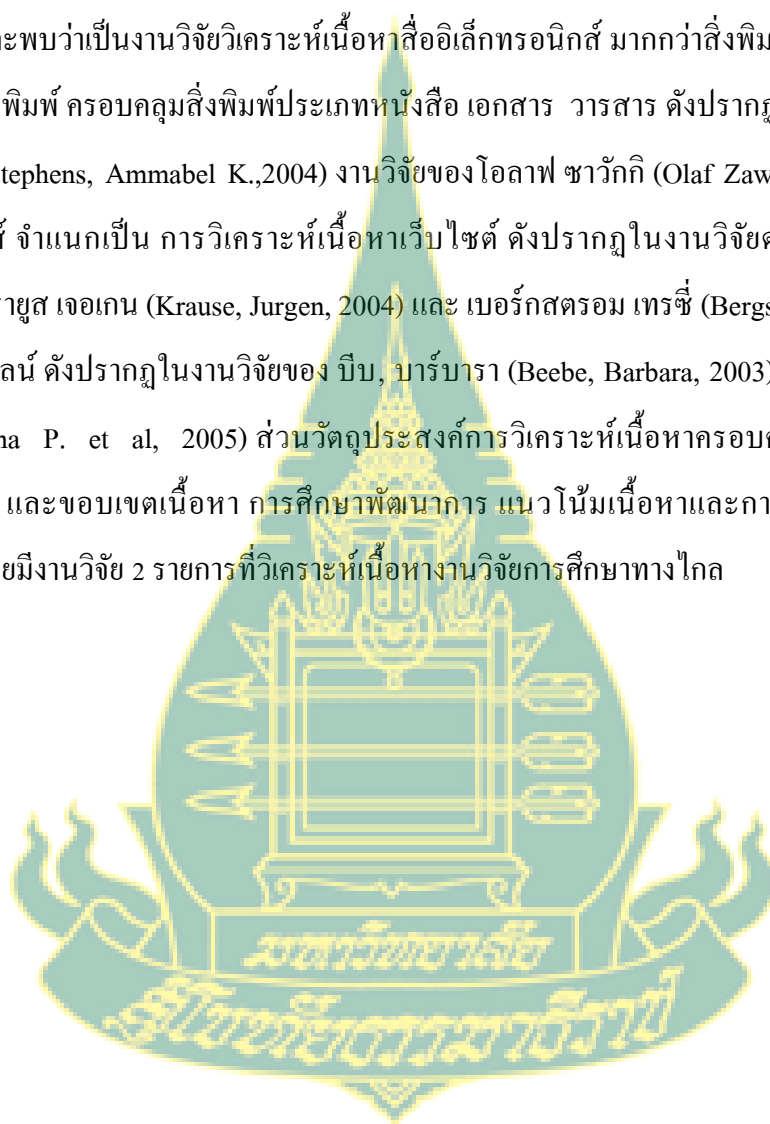 ะพบว่าเป็นงานวิจัยวิเคราะห์เนื้อหาสื่ออิเล็กทรอนิกส์ มากกว่าสิ่งพิม
พิมพ์ ครอบคลุมสิ่งพิมพ์ประเภทหนังสือ เอกสาร วารสาร ดังปรากฏ
tephens, Ammabel K.,2004) งานวิจัยของโอลาฟ ซาวักกิ (Olaf Zaw
ส์ จำแนกเป็น การวิเคราะห์เนื้อหาเว็บไซต์ ดังปรากฏในงานวิจัยด
รายูส เจอเกน (Krause, Jurgen, 2004) และ เบอร์กสตรอม เทรซี่ (Bergs
ลน์ ดังปรากฏในงานวิจัยของ บีบ, บาร์บารา (Beebe, Barbara, 2003)
na P. et al, 2005) ส่วนวัตถุประสงค์การวิเคราะห์เนื้อหาครอบค
และขอบเขตเนื้อหา การศึกษาพัฒนาการ แนวโน้มเนื้อหาและกา
ยมีงานวิจัย 2 รายการที่วิเคราะห์เนื้อหางานวิจัยการศึกษาทางไกล
มหาวิทยาลัย
สุโขทัยธรรมาธิราช